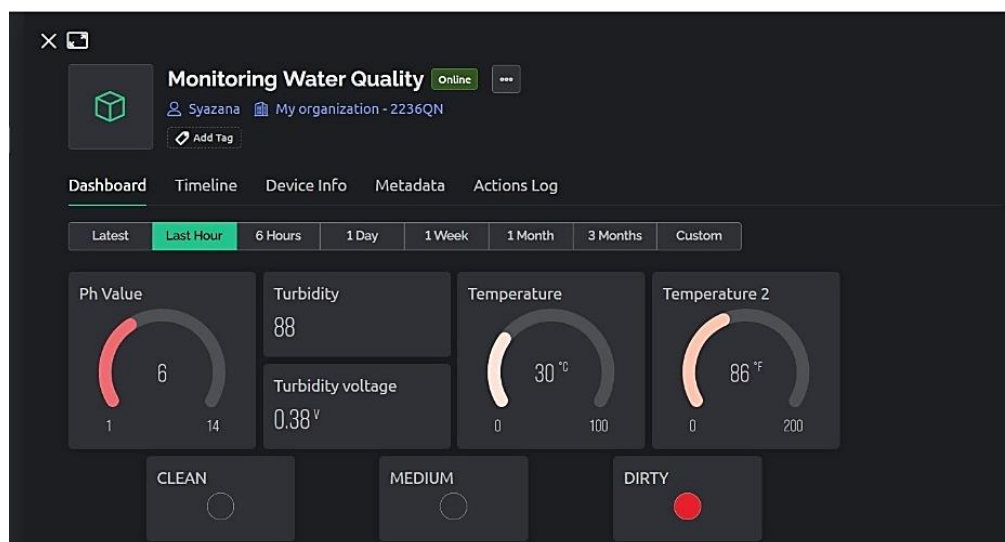 Monitoring Water Quality Online
Syazana My organization - 2236QN
Add Tag
Dashboard Timeline Device Info Metadata Actions Log
Latest Last Hour 6 Hours 1 Day 1 Week 1 Month 3 Months Custom
Ph Value
6
1 14
Turbidity
88
Turbidity voltage
0.38 V
Temperature
30 °C
0 100
Temperature 2
86 °F
0 200
CLEAN MEDIUM DIRTY